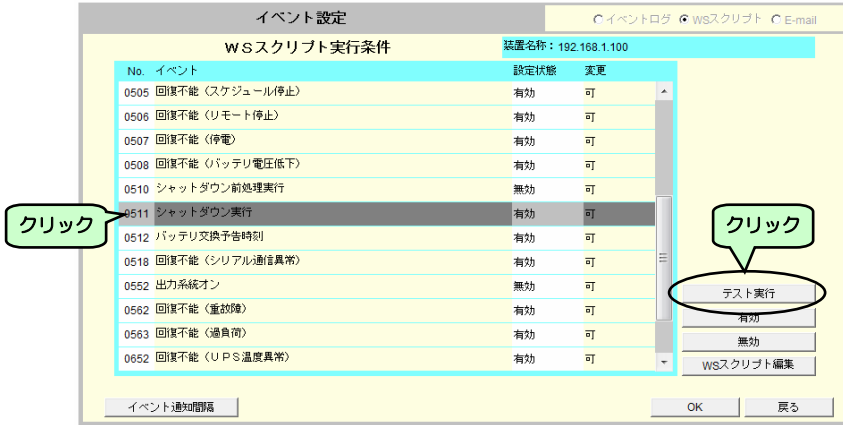 イベント設定
イベントログ WSスクリプト E-mail
WSスクリプト実行条件
装置名称:192.168.1.100
No. イベント 設定状態 変更
0505 回復不能(スケジュール停止) 有効 可
0506 回復不能(リモート停止) 有効 可
0507 回復不能(停電) 有効 可
0508 回復不能(バッテリ電圧低下) 有効 可
0510 シャットダウン前処理実行 無効 可
0511 シャットダウン実行 有効 可
0512 バッテリ交換予告時刻 有効 可
0518 回復不能(シリアル通信異常) 有効 可
0552 出力系統オン 無効 可
0562 回復不能(重故障) 有効 可
0563 回復不能(過負荷) 有効 可
0652 回復不能(UPS温度異常) 有効 可
クリック
クリック
テスト実行
有効
無効
WSスクリプト編集
イベント通知間隔
OK
戻る